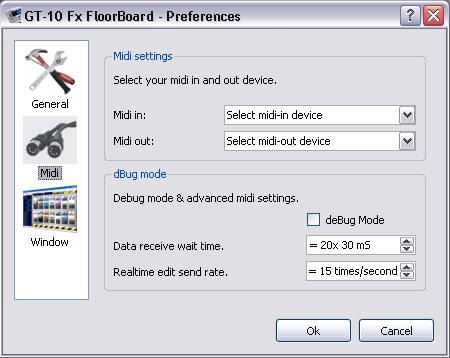 GT-10 Fx FloorBoard - Preferences
General
Midi
Window
Midi settings
Select your midi in and out device.
Midi in: Select midi-in device
Midi out: Select midi-out device
dBug mode
Debug mode & advanced midi settings.
deBug Mode
Data receive wait time. = 20x 30 mS
Realtime edit send rate. = 15 times/second
Ok Cancel